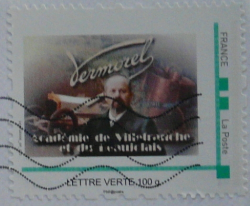 Vermorel
Académie de Villefranche
et du Beaujolais
FRANCE
La Poste
LETTRE VERTE 100 g